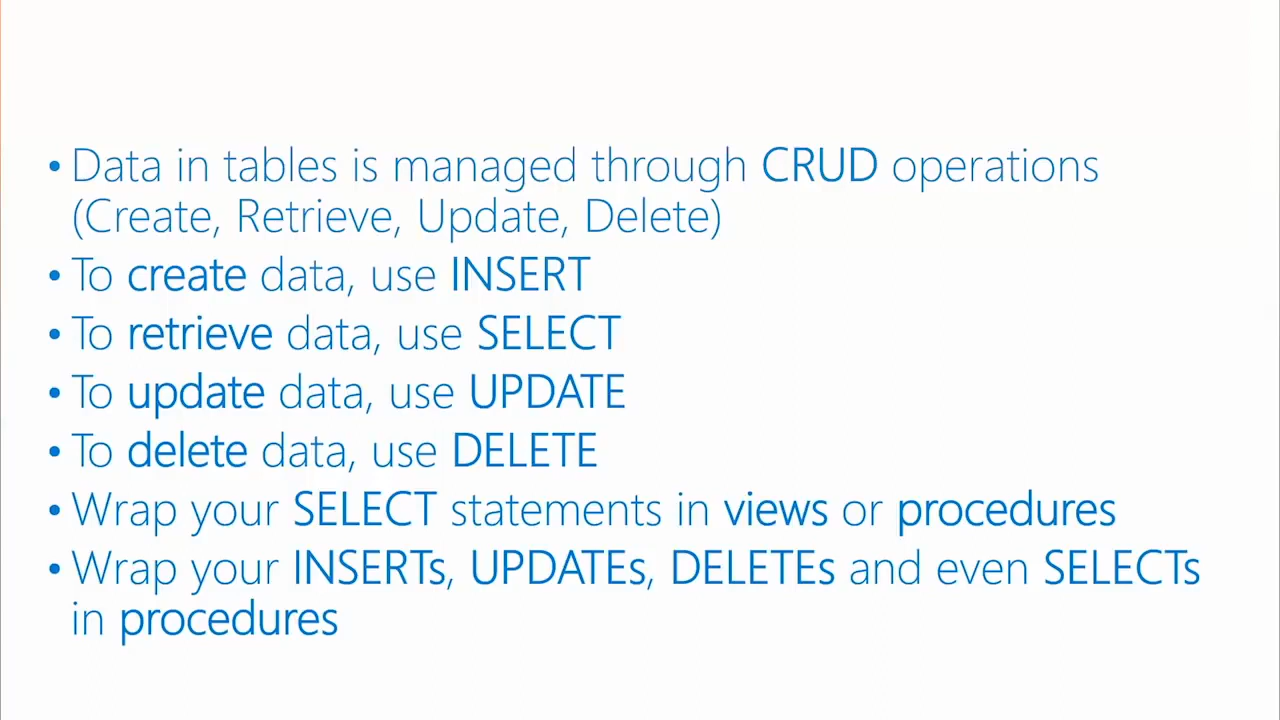 • Data in tables is managed through CRUD operations
(Create, Retrieve, Update, Delete)
• To create data, use INSERT
• To retrieve data, use SELECT
• To update data, use UPDATE
• To delete data, use DELETE
• Wrap your SELECT statements in views or procedures
• Wrap your INSERTs, UPDATEs, DELETEs and even SELECTs
in procedures